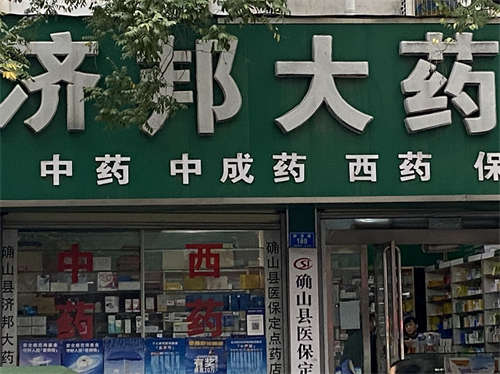 济邦大药
中药 中成药 西药 保
确山县济邦大药
中药
西药
确山县医保定点药店
180
确山县医保定